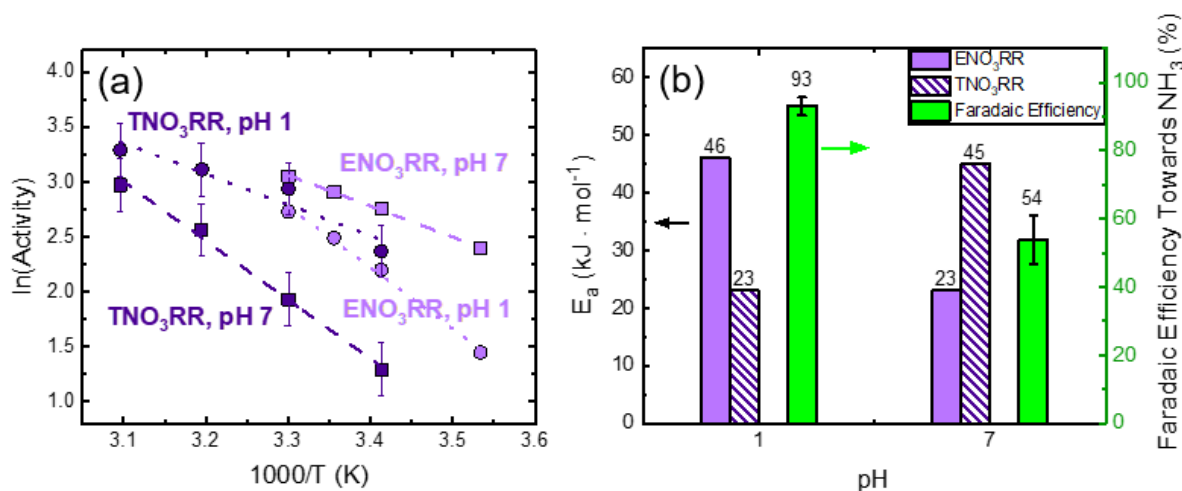 (a)
ln(Activity)
4.0
3.5
3.0
2.5
2.0
1.5
1.0
TNO₃RR, pH 1
ENO₃RR, pH 7
TNO₃RR, pH 7
ENO₃RR, pH 1
3.1 3.2 3.3 3.4 3.5 3.6
1000/T (K)
(b)
Eₐ (kJ · mol⁻¹)
60
50
40
30
20
10
0
ENO₃RR
TNO₃RR
Faradaic Efficiency
46
23
93
23
45
54
1 7
pH
100
80
60
40
20
0
Faradaic Efficiency Towards NH₃ (%)